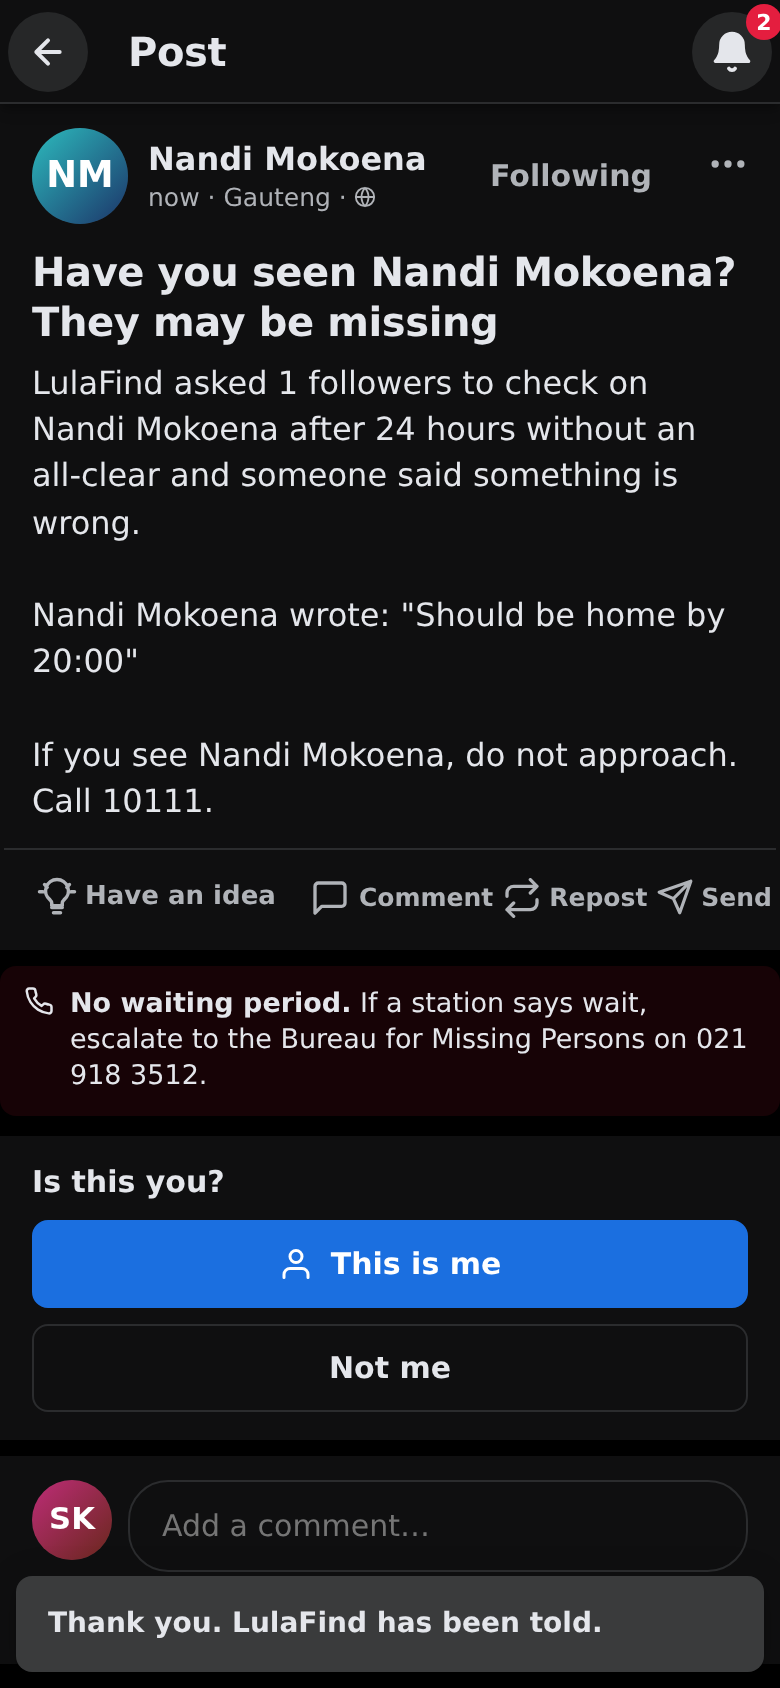 Post
2
NM
Nandi Mokoena
now · Gauteng ·
Following
Have you seen Nandi Mokoena?
They may be missing
LulaFind asked 1 followers to check on
Nandi Mokoena after 24 hours without an
all-clear and someone said something is
wrong.
Nandi Mokoena wrote: "Should be home by
20:00"
If you see Nandi Mokoena, do not approach.
Call 10111.
Have an idea
Comment
Repost
Send
No waiting period. If a station says wait,
escalate to the Bureau for Missing Persons on 021
918 3512.
Is this you?
This is me
Not me
SK
Add a comment...
Thank you. LulaFind has been told.